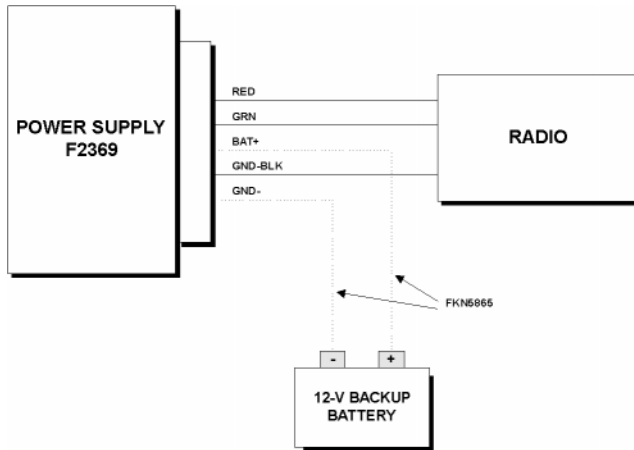 POWER SUPPLY
F2369
RED
GRN
BAT+
GND-BLK
GND-
RADIO
FKN5865
- +
12-V BACKUP
BATTERY